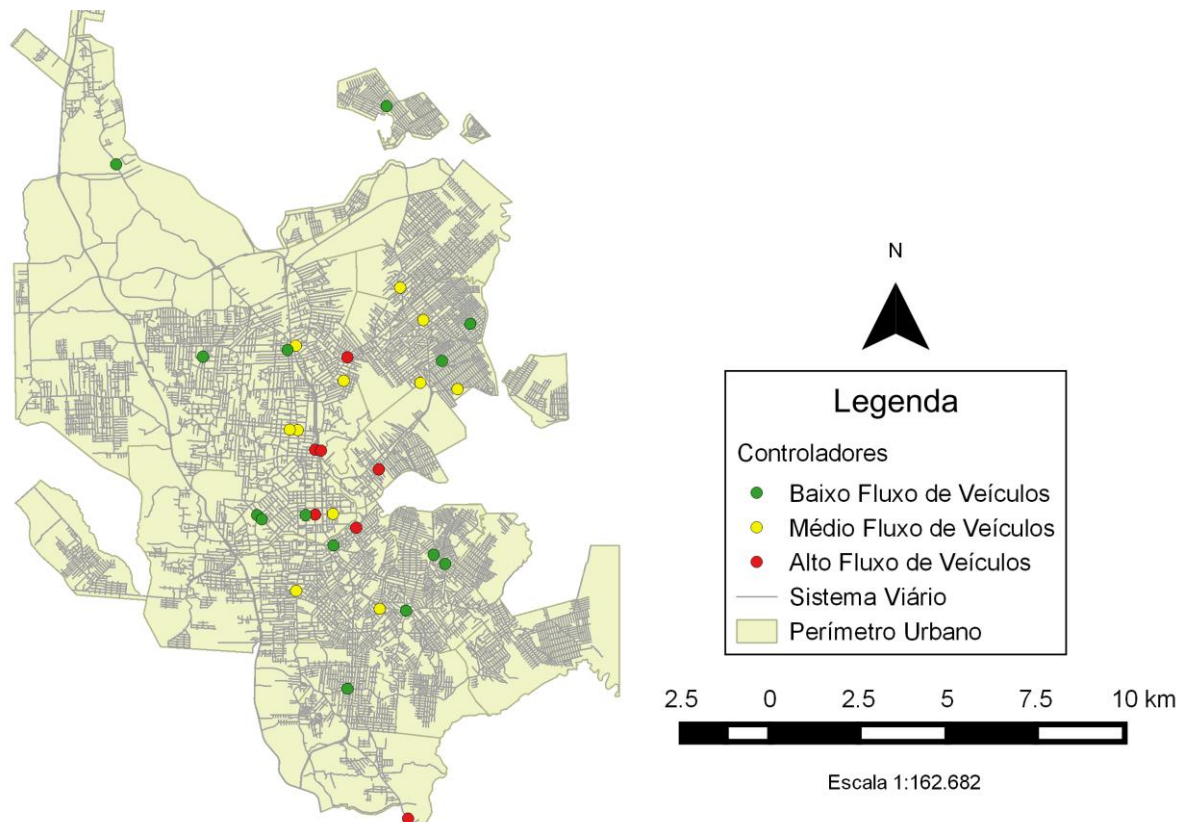 N
Legenda
Controladores
Baixo Fluxo de Veículos
Médio Fluxo de Veículos
Alto Fluxo de Veículos
Sistema Viário
Perímetro Urbano
2.5 0 2.5 5 7.5 10 km
Escala 1:162.682